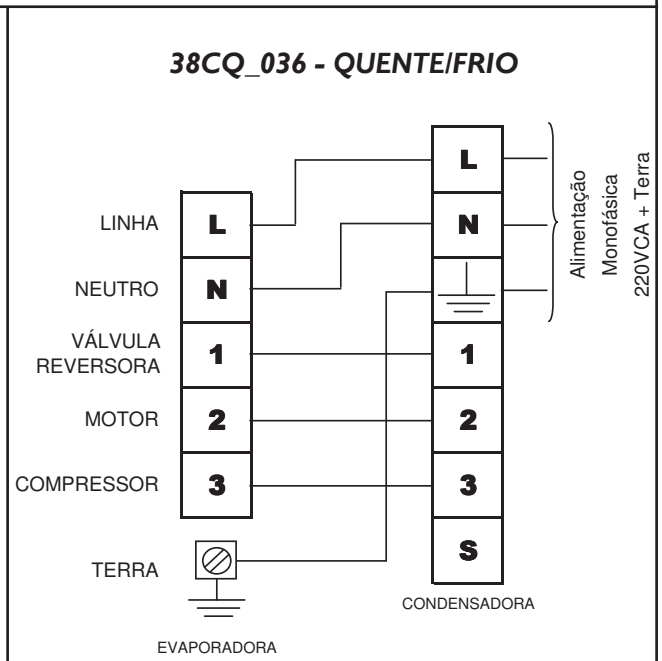 38CQ_036 - QUENTE/FRIO
LINHA
NEUTRO
VÁLVULA
REVERSORA
MOTOR
COMPRESSOR
TERRA
L
N
1
2
3
EVAPORADORA
L
N
1
2
3
S
CONDENSADORA
Alimentação
Monofásica
220VCA + Terra